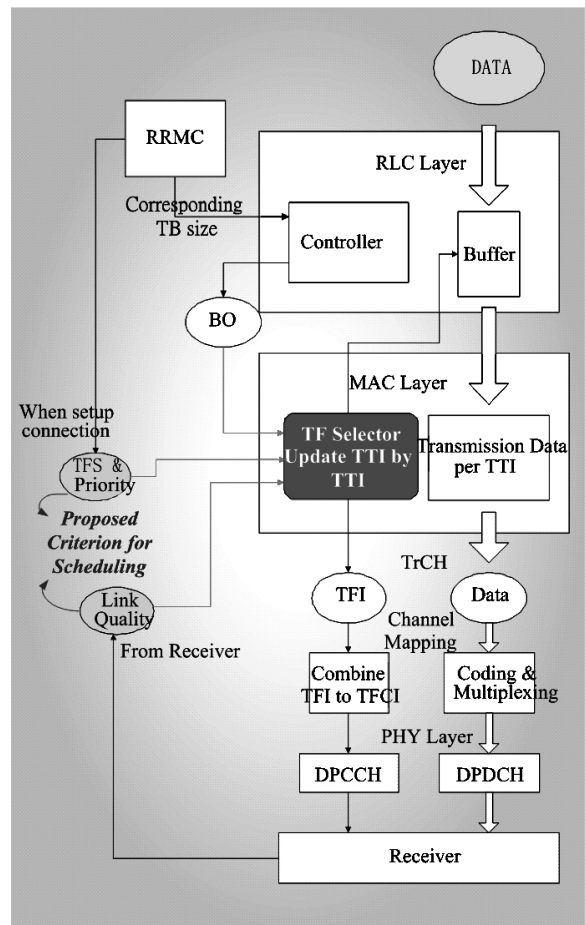 DATA
RRMC
RLC Layer
Corresponding
TB size
Controller
Buffer
BO
MAC Layer
When setup
connection
TF Selector
Update TTI by
TTI
Transmission Data
per TTI
TFS &
Priority
Proposed
Criterion for
Scheduling
TrCH
Link
Quality
TFI
Data
Channel
Mapping
From Receiver
Combine
TFI to TFCI
Coding &
Multiplexing
PHY Layer
DPCCH
DPDCH
Receiver